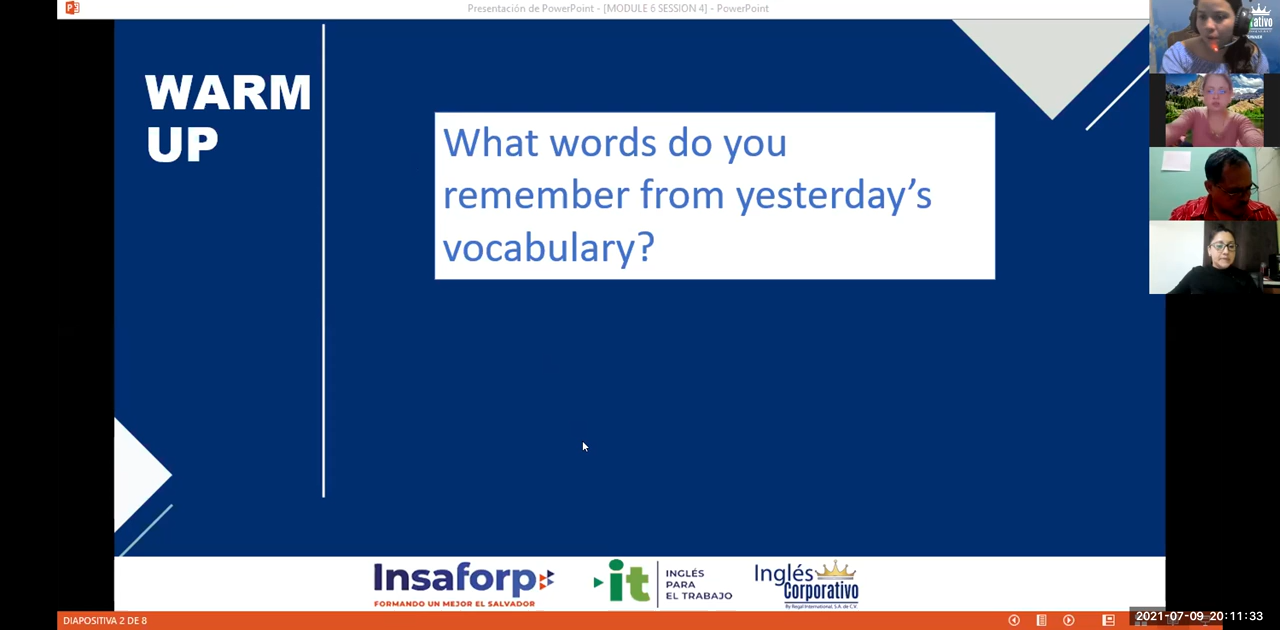 Presentación de PowerPoint - [MODULE 6 SESSION 4] - PowerPoint
WARM
UP
What words do you
remember from yesterday’s
vocabulary?
Insaforp
FORMANDO UN MEJOR EL SALVADOR
it
INGLÉS
PARA
EL TRABAJO
Inglés
Corporativo
By Regal International, S.A. de C.V.
DIAPOSITIVA 2 DE 8
2021-07-09 20:11:33